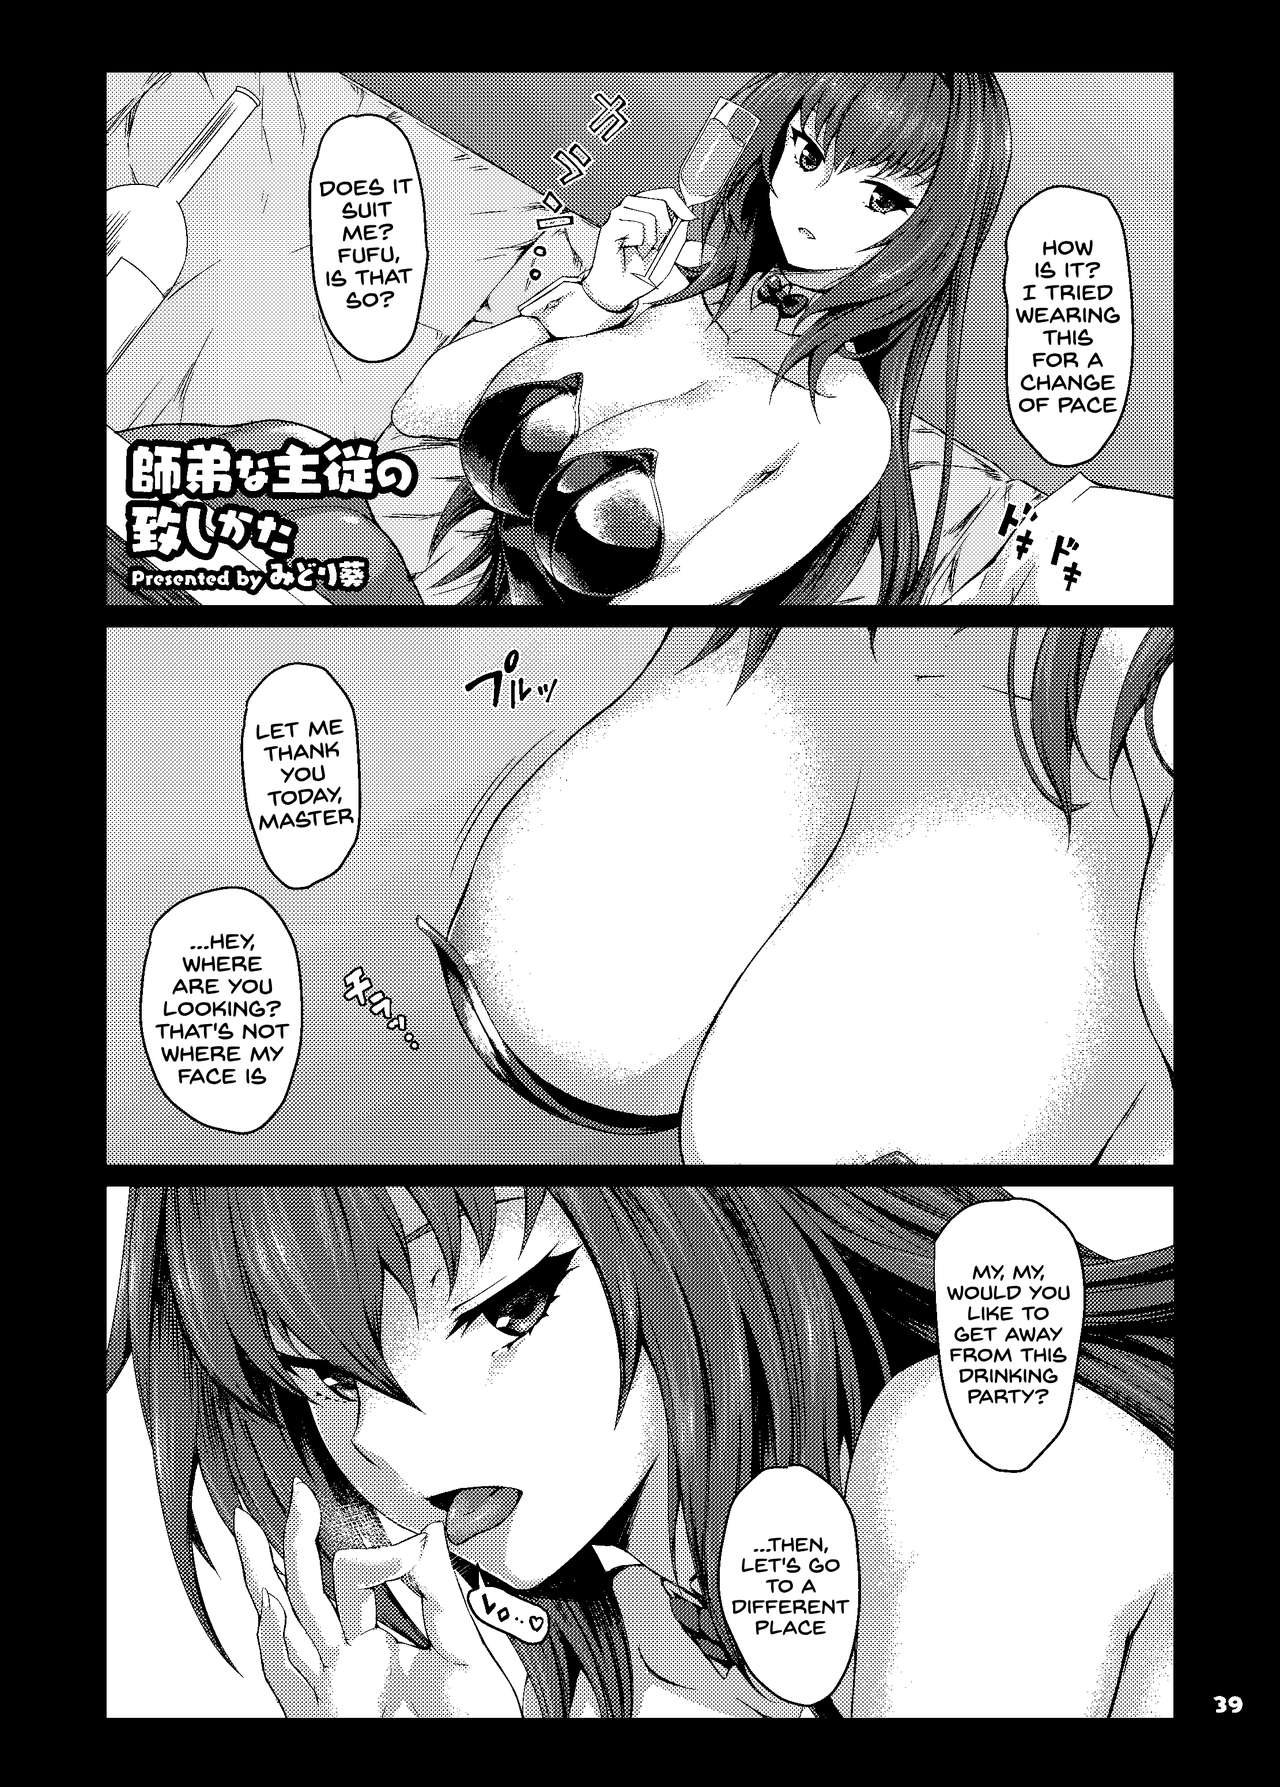 HOW
IS IT?
I TRIED
WEARING
THIS
FOR A
CHANGE
OF PACE
DOES IT
SUIT
ME?
FUFU,
IS THAT
SO?
ドキ
ドキ
師弟な主従の
致しかた
Presented by みどり葵
プルッ
LET ME
THANK
YOU
TODAY,
MASTER
...HEY,
WHERE
ARE YOU
LOOKING?
THAT'S NOT
WHERE MY
FACE IS
MY, MY,
WOULD YOU
LIKE TO
GET AWAY
FROM THIS
DRINKING
PARTY?
...THEN,
LET'S GO
TO A
DIFFERENT
PLACE
39